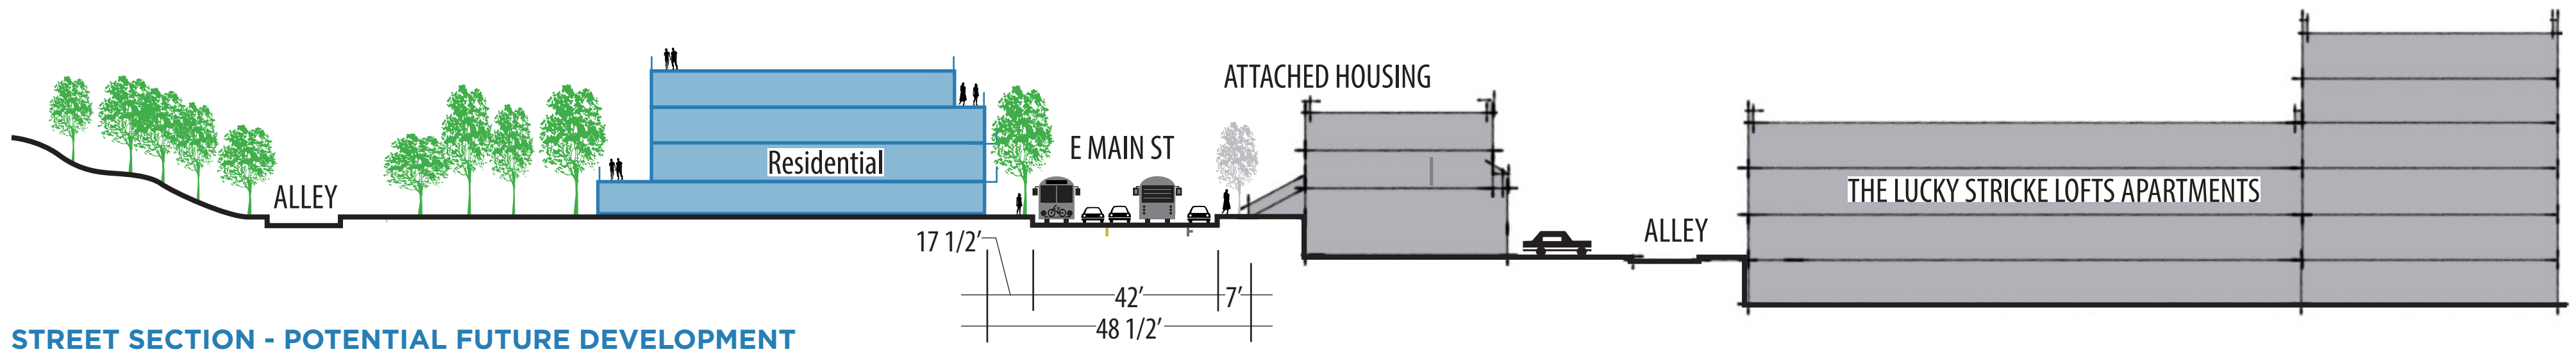 ATTACHED HOUSING
E MAIN ST
Residential
ALLEY
THE LUCKY STRICKE LOFTS APARTMENTS
ALLEY
17 1/2’
42’
7’
48 1/2’
STREET SECTION - POTENTIAL FUTURE DEVELOPMENT